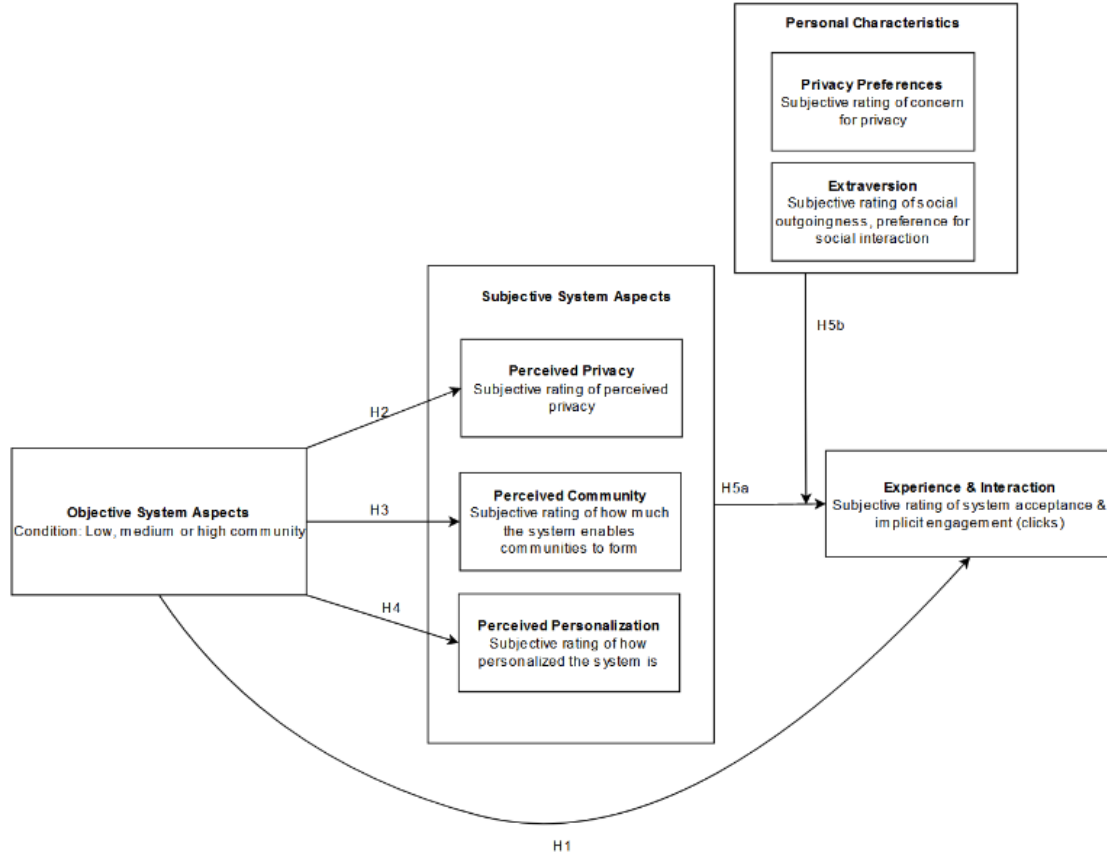 Personal Characteristics
Privacy Preferences
Subjective rating of concern
for privacy
Extraversion
Subjective rating of social
outgoingness, preference for
social interaction
H5b
Subjective System Aspects
Perceived Privacy
Subjective rating of perceived
privacy
H2
Objective System Aspects
Condition: Low, medium or high community
H3
Perceived Community
Subjective rating of how much
the system enables
communities to form
H5a
Experience & Interaction
Subjective rating of system acceptance &
implicit engagement (clicks)
H4
Perceived Personalization
Subjective rating of how
personalized the system is
H1